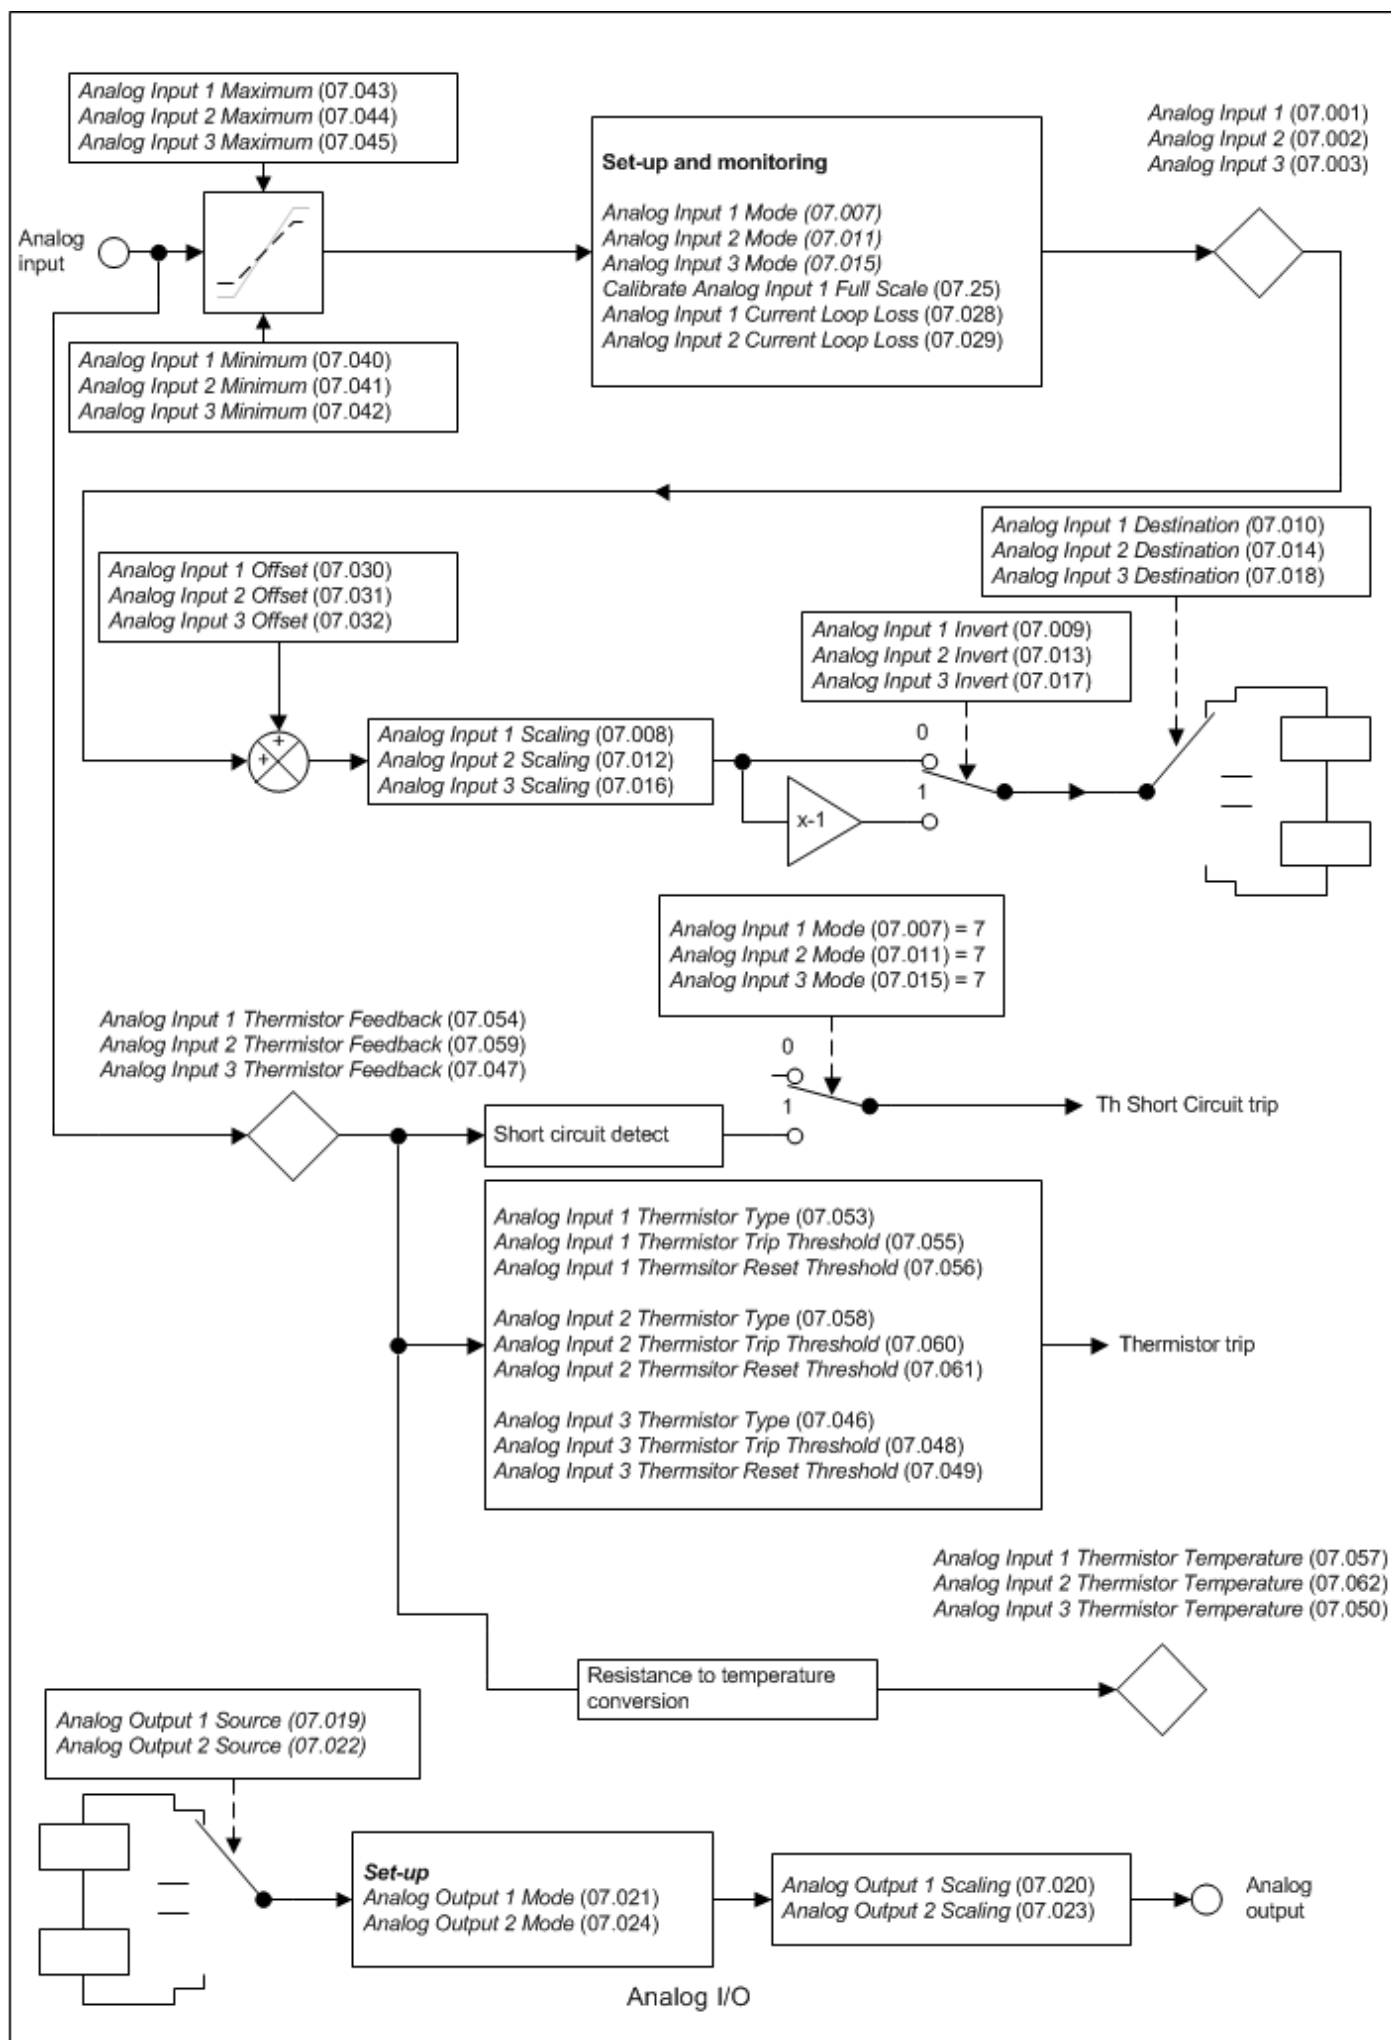 Analog Input 1 Maximum (07.043)
Analog Input 2 Maximum (07.044)
Analog Input 3 Maximum (07.045)
Analog Input 1 (07.001)
Analog Input 2 (07.002)
Analog Input 3 (07.003)
Set-up and monitoring
Analog Input 1 Mode (07.007)
Analog Input 2 Mode (07.011)
Analog Input 3 Mode (07.015)
Calibrate Analog Input 1 Full Scale (07.25)
Analog Input 1 Current Loop Loss (07.028)
Analog Input 2 Current Loop Loss (07.029)
Analog
input
Analog Input 1 Minimum (07.040)
Analog Input 2 Minimum (07.041)
Analog Input 3 Minimum (07.042)
Analog Input 1 Destination (07.010)
Analog Input 2 Destination (07.014)
Analog Input 3 Destination (07.018)
Analog Input 1 Offset (07.030)
Analog Input 2 Offset (07.031)
Analog Input 3 Offset (07.032)
Analog Input 1 Invert (07.009)
Analog Input 2 Invert (07.013)
Analog Input 3 Invert (07.017)
+
+
Analog Input 1 Scaling (07.008)
Analog Input 2 Scaling (07.012)
Analog Input 3 Scaling (07.016)
0
1
x-1
Analog Input 1 Mode (07.007) = 7
Analog Input 2 Mode (07.011) = 7
Analog Input 3 Mode (07.015) = 7
Analog Input 1 Thermistor Feedback (07.054)
Analog Input 2 Thermistor Feedback (07.059)
Analog Input 3 Thermistor Feedback (07.047)
0
1
Th Short Circuit trip
Short circuit detect
Analog Input 1 Thermistor Type (07.053)
Analog Input 1 Thermistor Trip Threshold (07.055)
Analog Input 1 Thermsitor Reset Threshold (07.056)
Analog Input 2 Thermistor Type (07.058)
Analog Input 2 Thermistor Trip Threshold (07.060)
Analog Input 2 Thermsitor Reset Threshold (07.061)
Analog Input 3 Thermistor Type (07.046)
Analog Input 3 Thermistor Trip Threshold (07.048)
Analog Input 3 Thermsitor Reset Threshold (07.049)
Thermistor trip
Analog Input 1 Thermistor Temperature (07.057)
Analog Input 2 Thermistor Temperature (07.062)
Analog Input 3 Thermistor Temperature (07.050)
Resistance to temperature
conversion
Analog Output 1 Source (07.019)
Analog Output 2 Source (07.022)
Set-up
Analog Output 1 Mode (07.021)
Analog Output 2 Mode (07.024)
Analog Output 1 Scaling (07.020)
Analog Output 2 Scaling (07.023)
Analog
output
Analog I/O